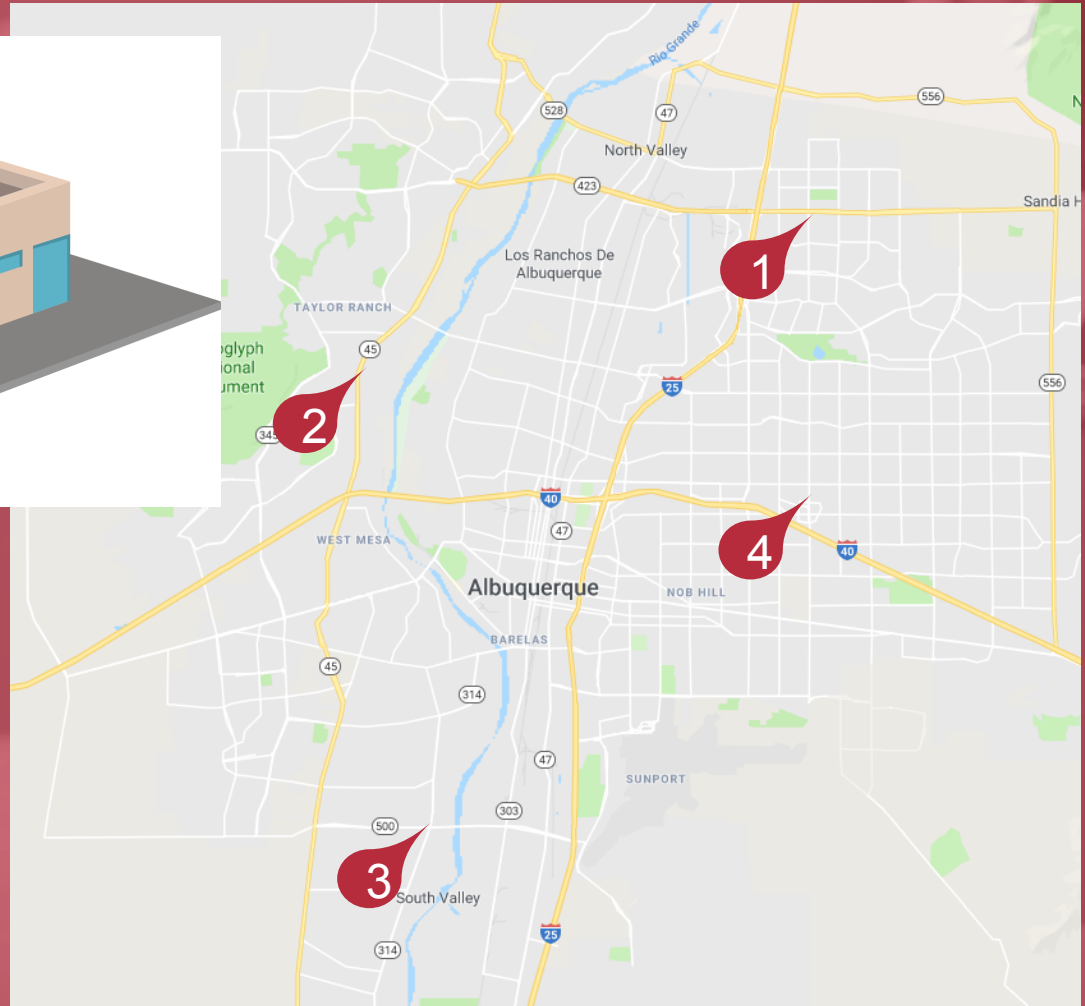 Rio Grande
528
47
556
North Valley
423
Sandia H
1
Los Ranchos De
Albuquerque
TAYLOR RANCH
45
oglyph
ional
ument
25
556
2
345
40
47
4
40
WEST MESA
Albuquerque
NOB HILL
BARELAS
45
314
47
SUNPORT
303
500
3
South Valley
314
25
N